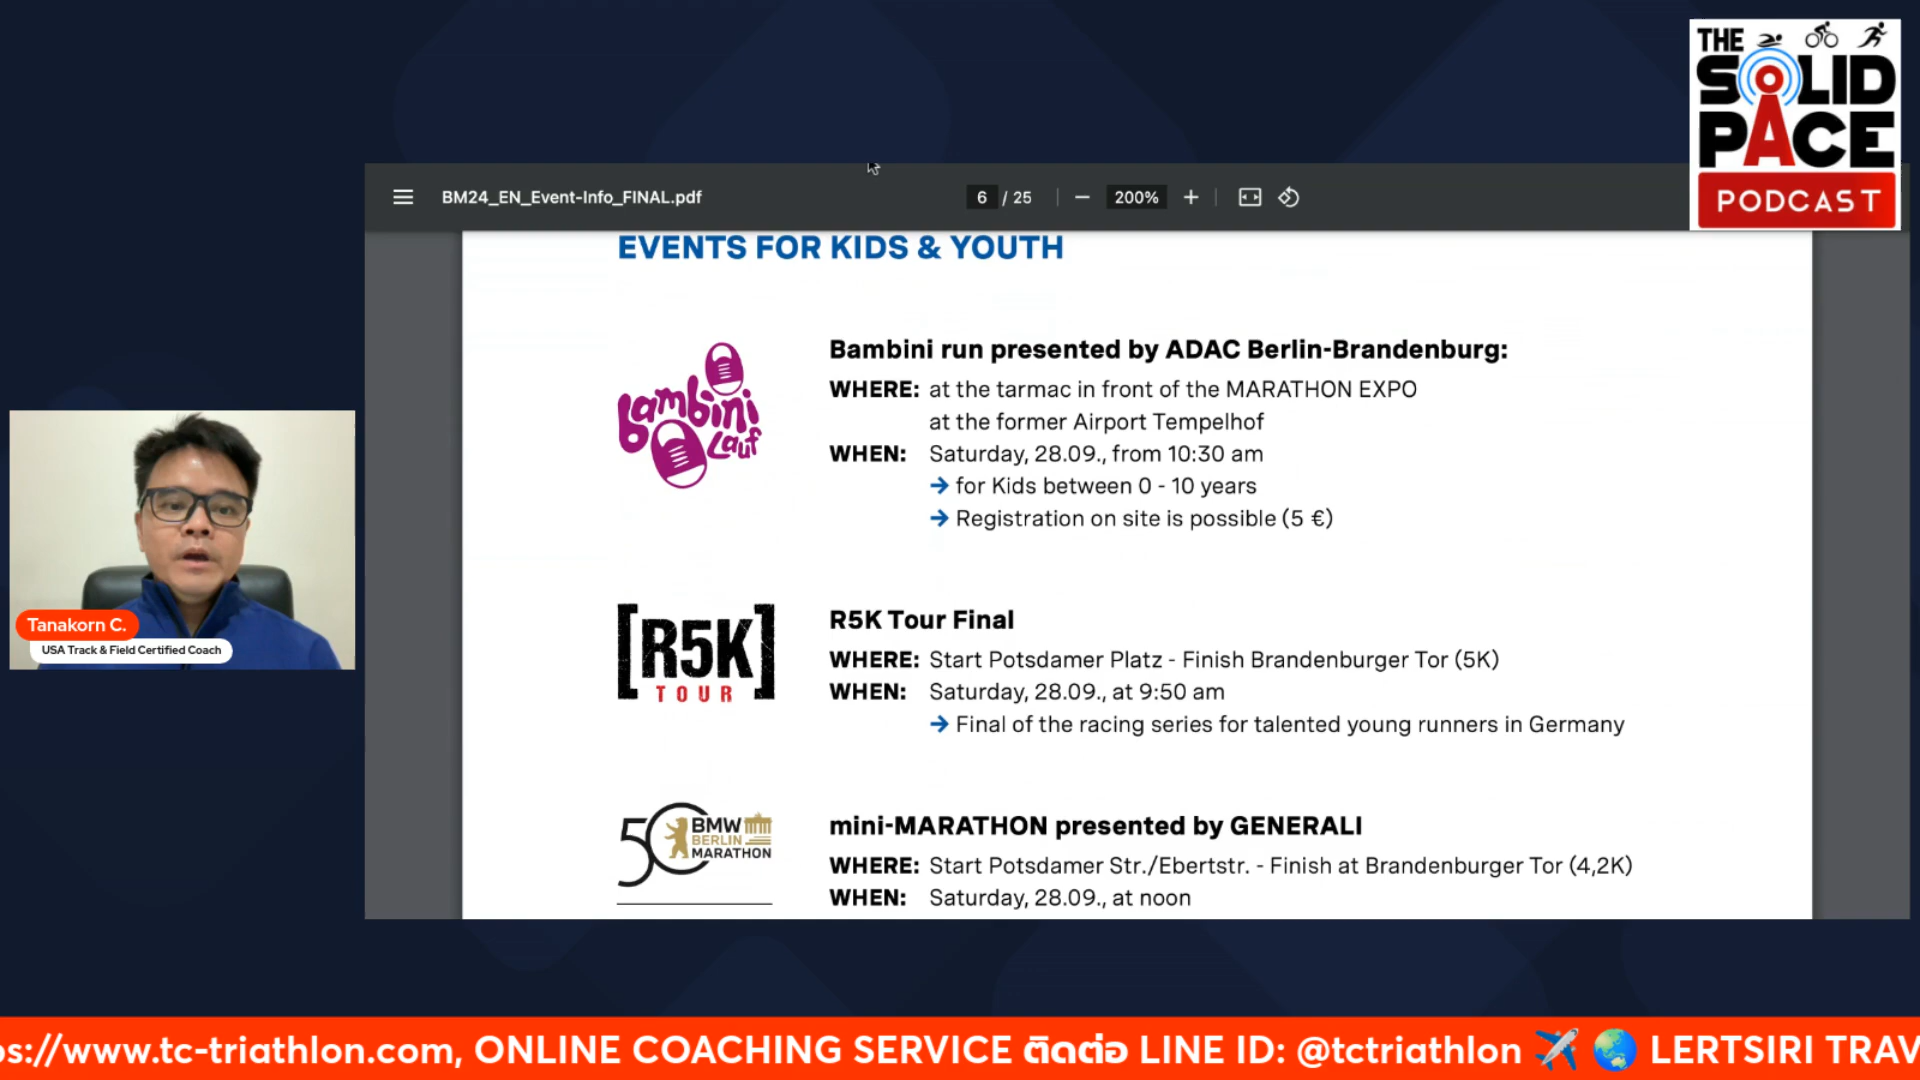 THE
SOLID
PACE
PODCAST
BM24_EN_Event-Info_FINAL.pdf
6 / 25
200%
EVENTS FOR KIDS & YOUTH
bambini
Lauf
Bambini run presented by ADAC Berlin-Brandenburg:
WHERE: at the tarmac in front of the MARATHON EXPO
at the former Airport Tempelhof
WHEN: Saturday, 28.09., from 10:30 am
→ for Kids between 0 - 10 years
→ Registration on site is possible (5 €)
[R5K]
TOUR
R5K Tour Final
WHERE: Start Potsdamer Platz - Finish Brandenburger Tor (5K)
WHEN: Saturday, 28.09., at 9:50 am
→ Final of the racing series for talented young runners in Germany
50 BMW
BERLIN
MARATHON
mini-MARATHON presented by GENERALI
WHERE: Start Potsdamer Str./Ebertstr. - Finish at Brandenburger Tor (4,2K)
WHEN: Saturday, 28.09., at noon
Tanakorn C.
USA Track & Field Certified Coach
ps://www.tc-triathlon.com, ONLINE COACHING SERVICE ติดต่อ LINE ID: @tctriathlon ✈️ 🌏 LERTSIRI TRAV